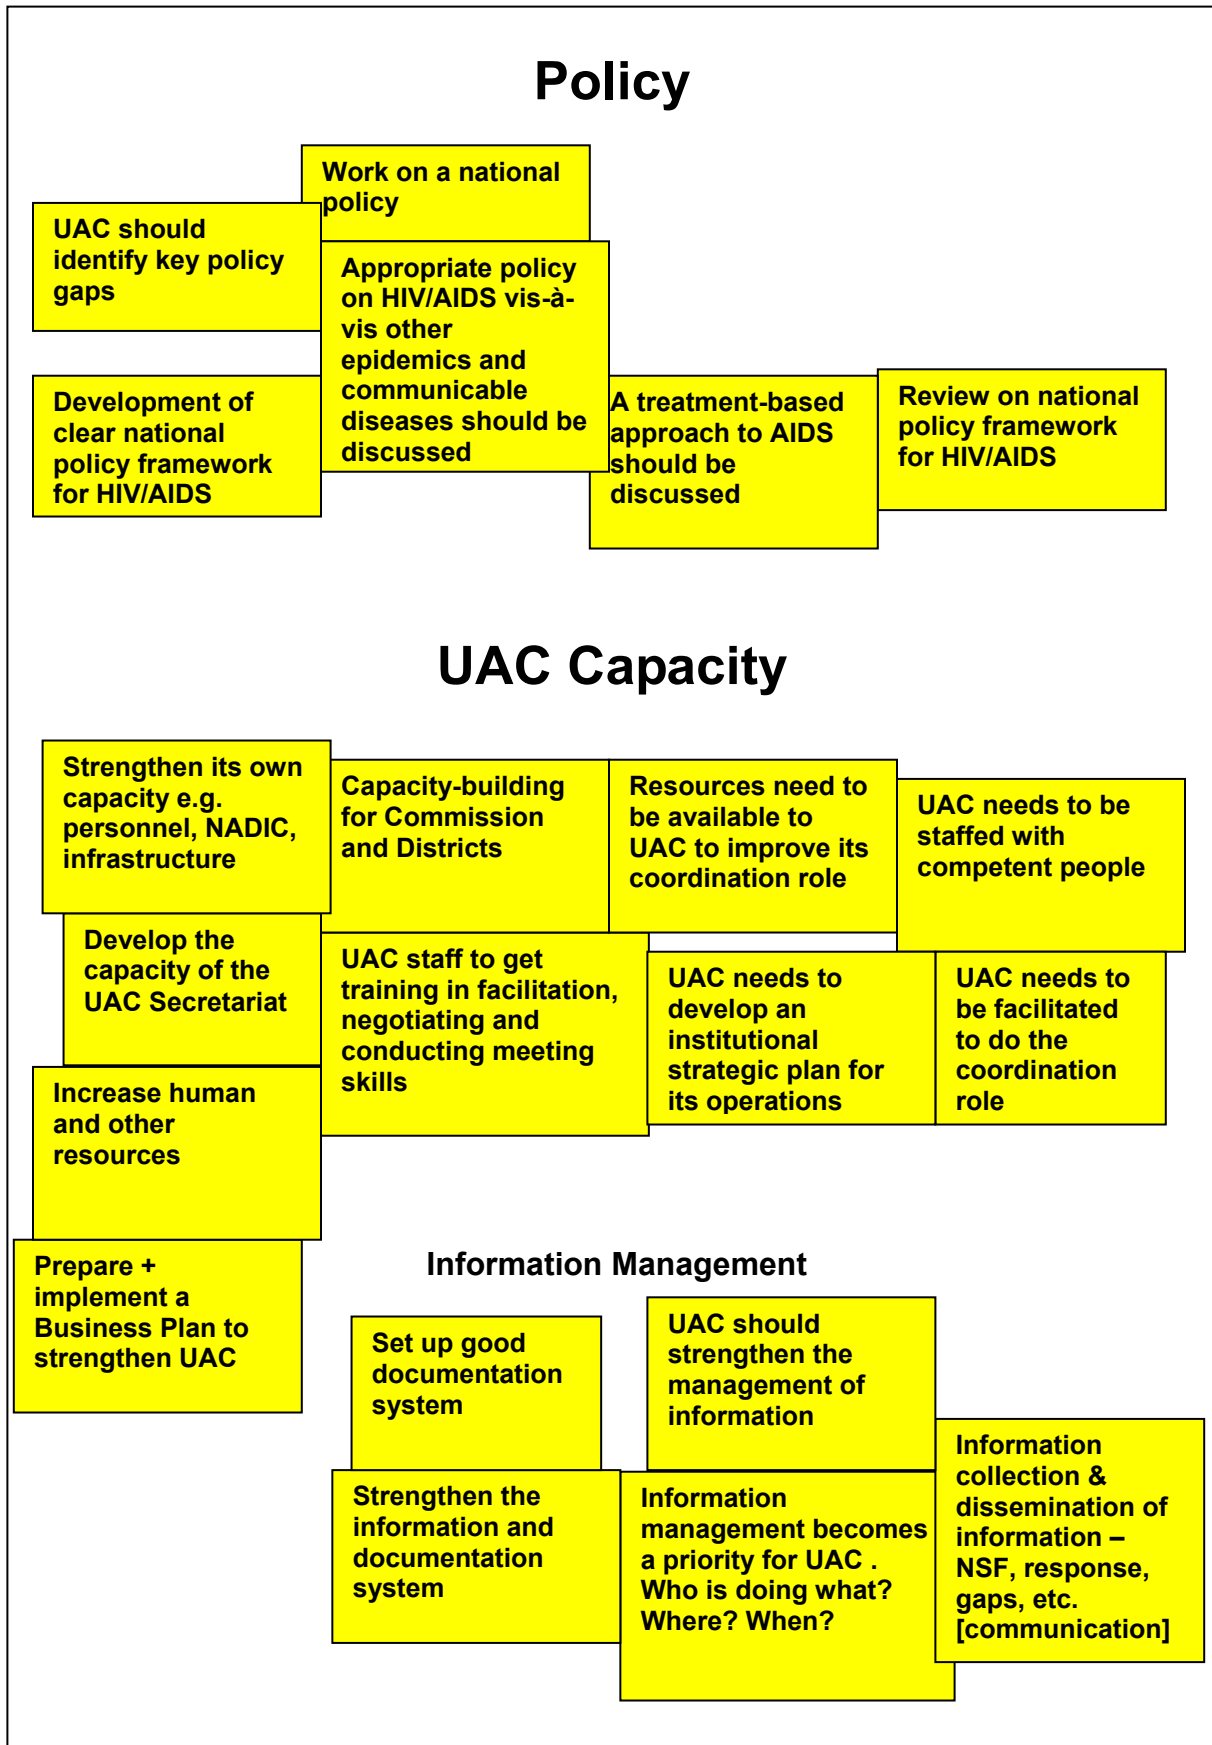 Policy
Work on a national
policy
UAC should
identify key policy
gaps
Appropriate policy
on HIV/AIDS vis-à-
vis other
epidemics and
communicable
diseases should be
discussed
Development of
clear national
policy framework
for HIV/AIDS
A treatment-based
approach to AIDS
should be
discussed
Review on national
policy framework
for HIV/AIDS
UAC Capacity
Strengthen its own
capacity e.g.
personnel, NADIC,
infrastructure
Capacity-building
for Commission
and Districts
Resources need to
be available to
UAC to improve its
coordination role
UAC needs to be
staffed with
competent people
Develop the
capacity of the
UAC Secretariat
UAC staff to get
training in facilitation,
negotiating and
conducting meeting
skills
UAC needs to
develop an
institutional
strategic plan for
its operations
UAC needs to
be facilitated
to do the
coordination
role
Increase human
and other
resources
Prepare +
implement a
Business Plan to
strengthen UAC
Information Management
Set up good
documentation
system
UAC should
strengthen the
management of
information
Strengthen the
information and
documentation
system
Information
management becomes
a priority for UAC .
Who is doing what?
Where? When?
Information
collection &
dissemination of
information –
NSF, response,
gaps, etc.
[communication]